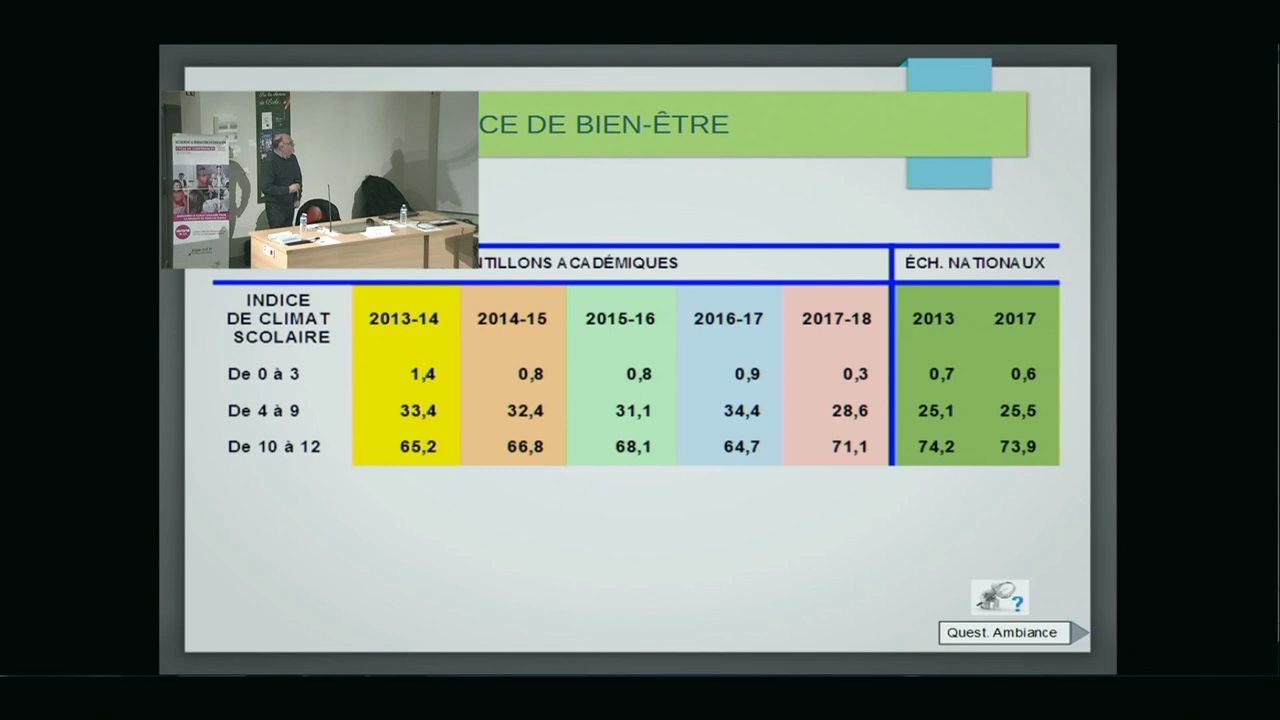 CE DE BIEN-ÊTRE
TILLONS ACADÉMIQUES ÉCH. NATIONAUX
INDICE
DE CLIMAT
SCOLAIRE
2013-14 2014-15 2015-16 2016-17 2017-18 2013 2017
De 0 à 3 1,4 0,8 0,8 0,9 0,3 0,7 0,6
De 4 à 9 33,4 32,4 31,1 34,4 28,6 25,1 25,5
De 10 à 12 65,2 66,8 68,1 64,7 71,1 74,2 73,9
?
Quest. Ambiance